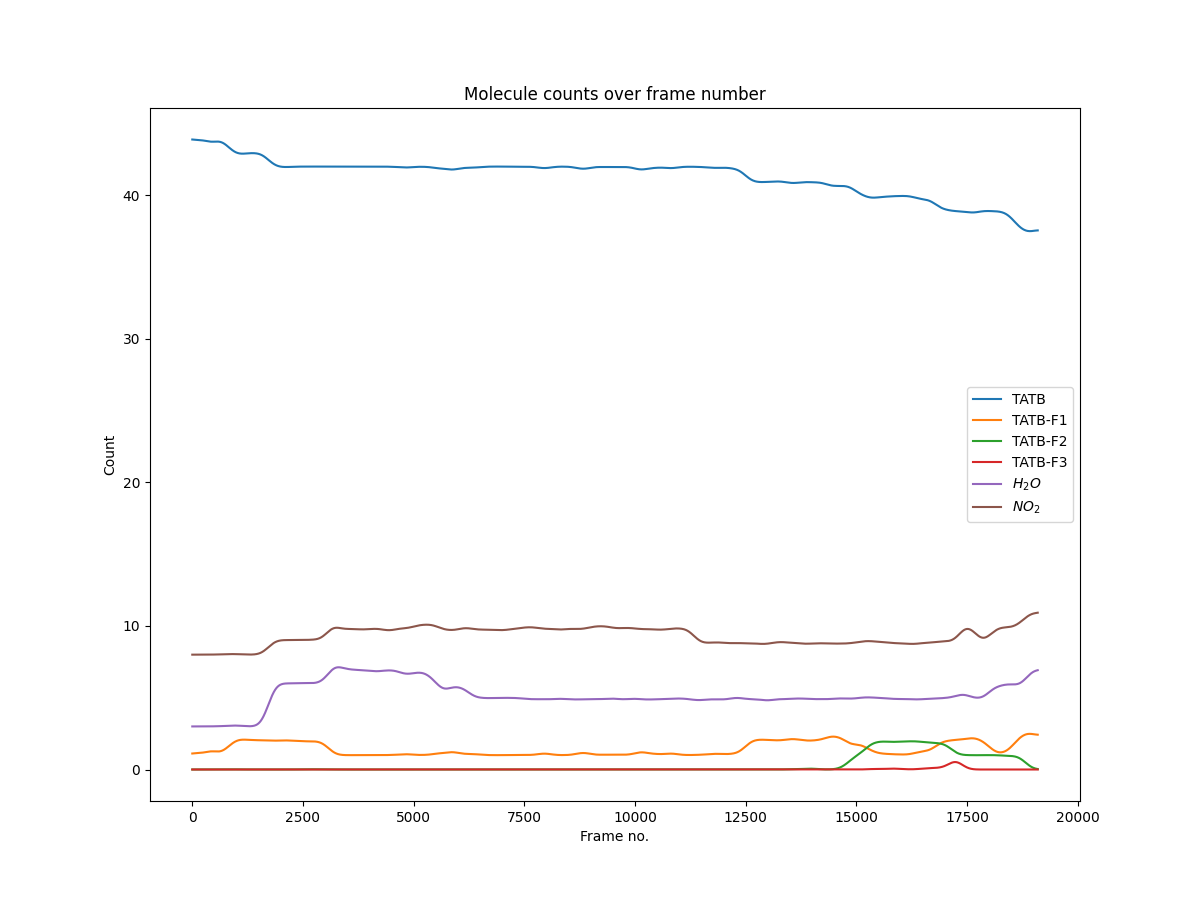 Molecule counts over frame number
Count
40
30
20
10
0
TATB
TATB-F1
TATB-F2
TATB-F3
H₂O
NO₂
0 2500 5000 7500 10000 12500 15000 17500 20000
Frame no.